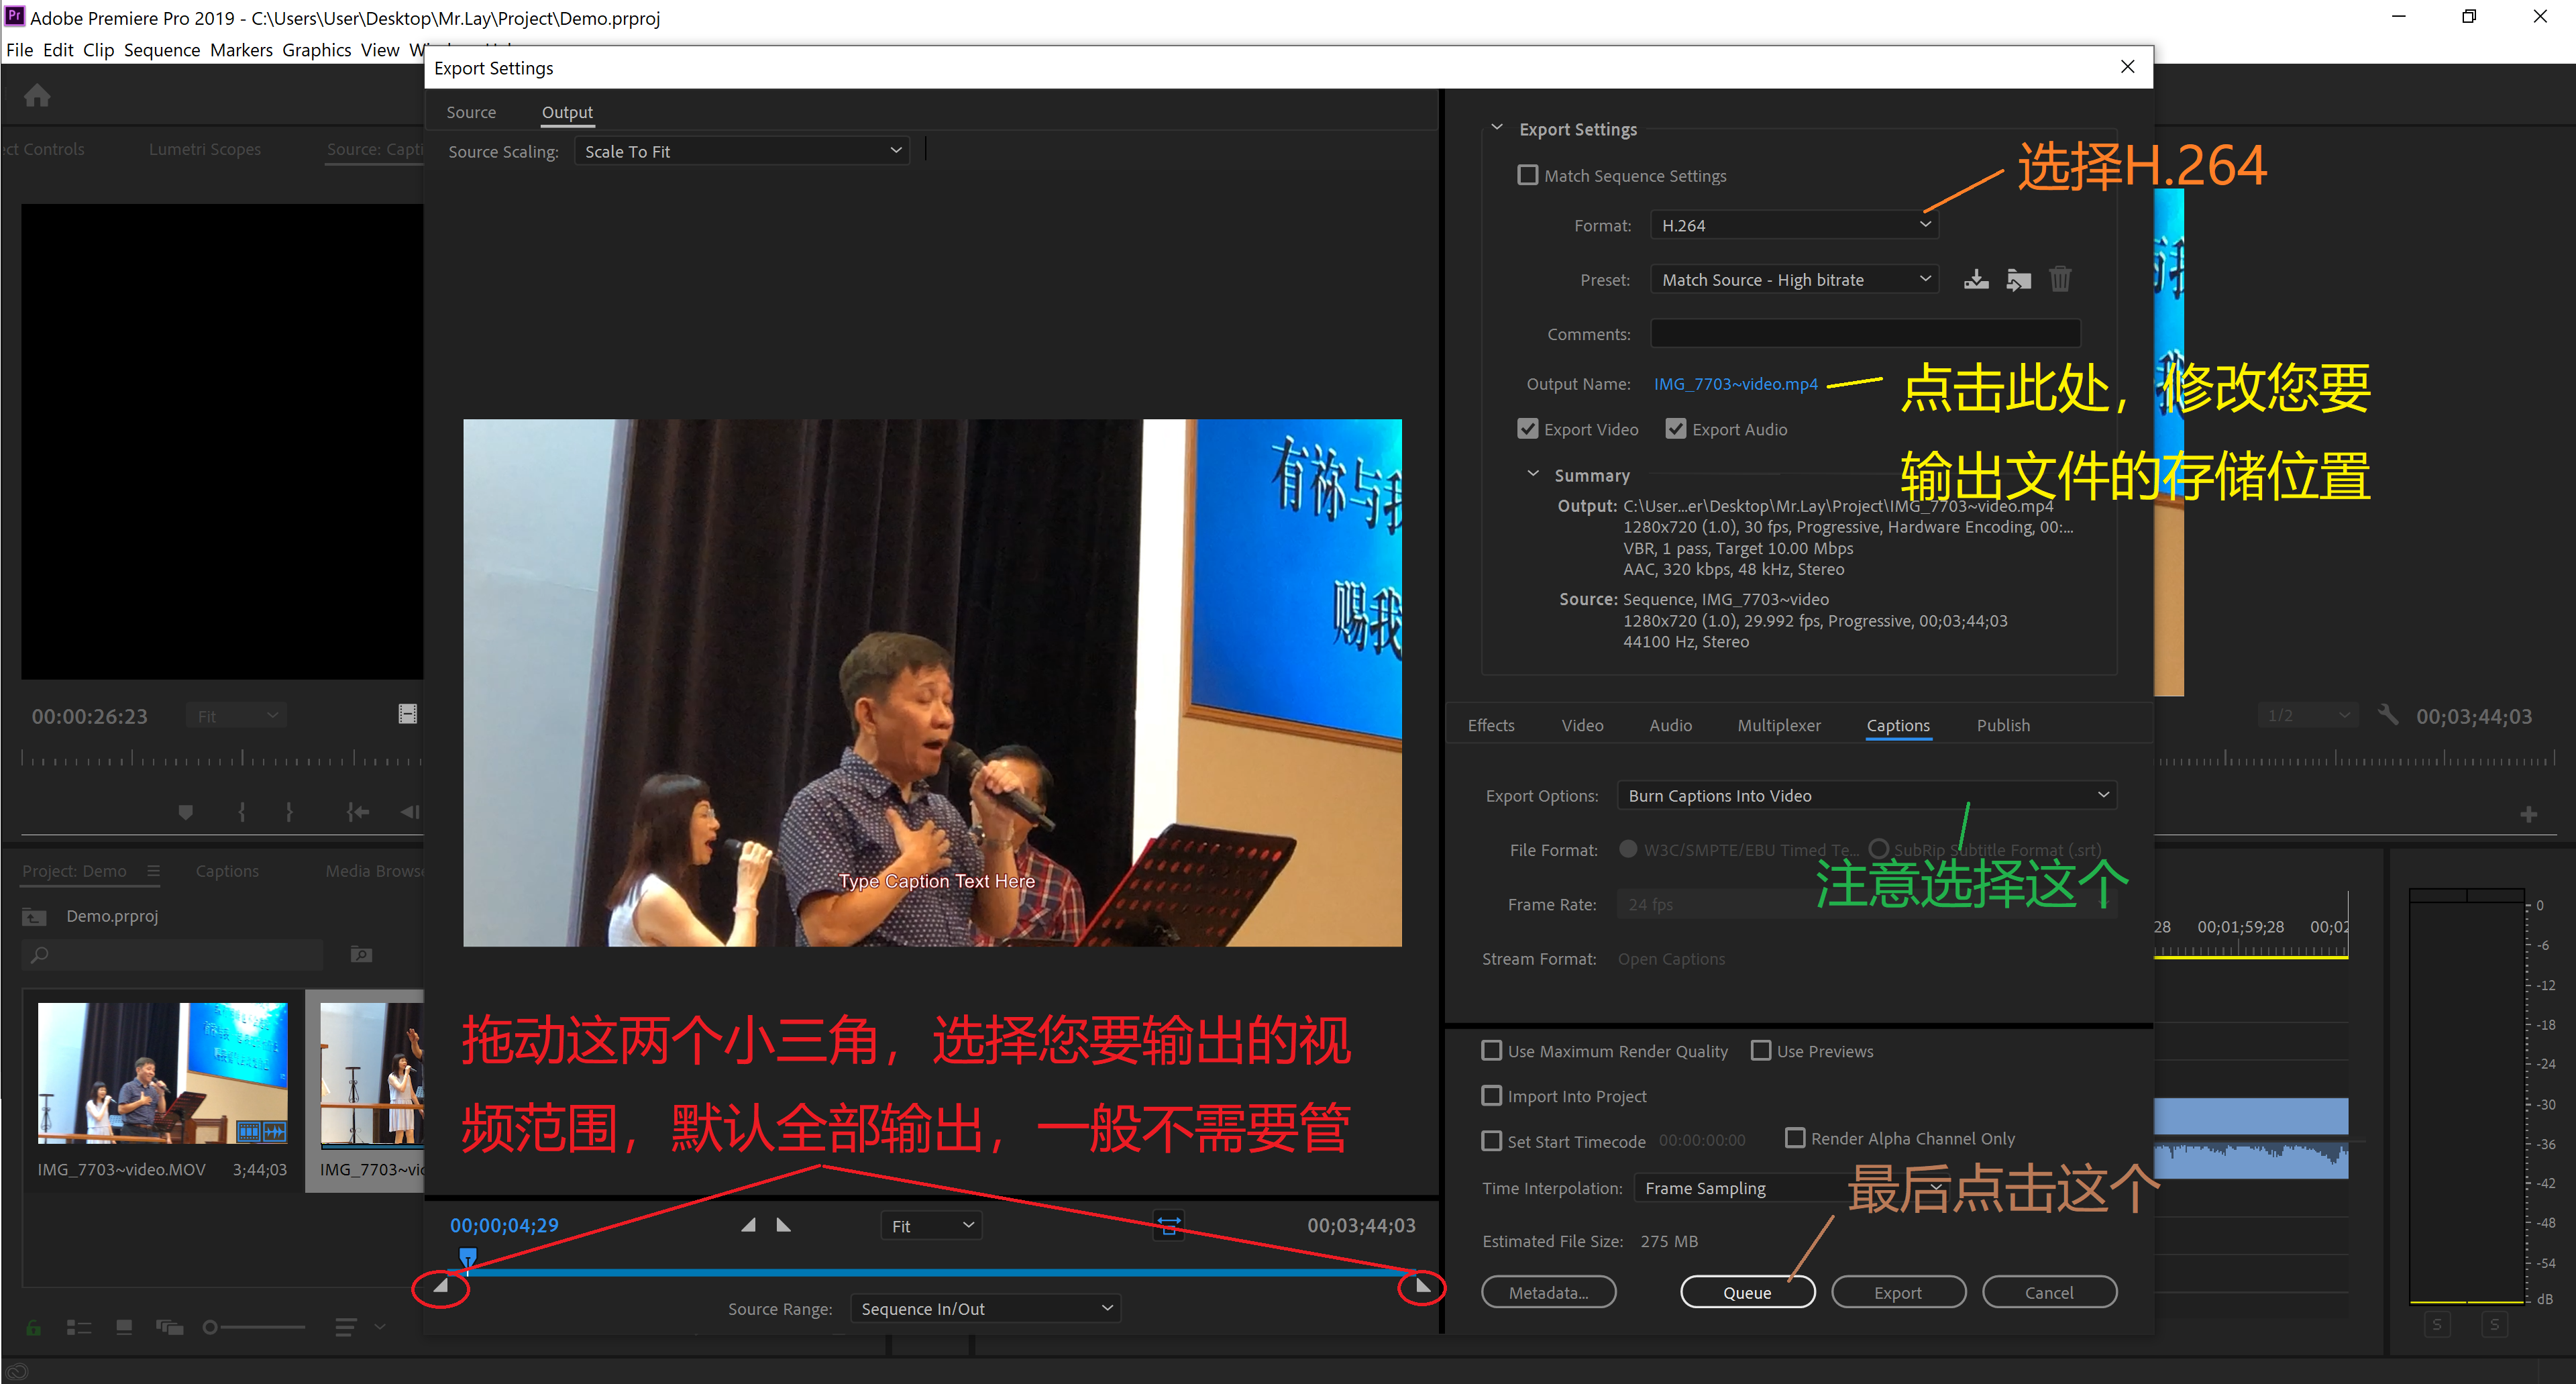 Adobe Premiere Pro 2019 - C:\Users\User\Desktop\Mr.Lay\Project\Demo.prproj
File Edit Clip Sequence Markers Graphics View
Export Settings
Source Output
ct Controls Lumetri Scopes Source: Capti
Source Scaling: Scale To Fit
Export Settings
选择H.264
Match Sequence Settings
Format: H.264
Preset: Match Source - High bitrate
Comments:
Output Name: IMG_7703~video.mp4
点击此处，修改您要
输出文件的存储位置
Export Video Export Audio
Summary
Output: C:\User...er\Desktop\Mr.Lay\Project\IMG_7703~video.mp4
1280x720 (1.0), 30 fps, Progressive, Hardware Encoding, 00:...
VBR, 1 pass, Target 10.00 Mbps
AAC, 320 kbps, 48 kHz, Stereo
Source: Sequence, IMG_7703~video
1280x720 (1.0), 29.992 fps, Progressive, 00;03;44;03
44100 Hz, Stereo
有祢与我
赐我
Type Caption Text Here
00:00:26:23 Fit
1/2 00;03;44;03
Effects Video Audio Multiplexer Captions Publish
Export Options: Burn Captions Into Video
File Format: W3C/SMPTE/EBU Timed Te... SubRip Subtitle Format (.srt)
注意选择这个
Frame Rate: 24 fps
Stream Format: Open Captions
Project: Demo Captions Media Browse
Demo.prproj
IMG_7703~video.MOV 3;44;03 IMG_7703~vid
拖动这两个小三角，选择您要输出的视
频范围，默认全部输出，一般不需要管
00;00;04;29 Fit 00;03;44;03
Source Range: Sequence In/Out
Use Maximum Render Quality Use Previews
Import Into Project
Set Start Timecode 00:00:00:00 Render Alpha Channel Only
Time Interpolation: Frame Sampling
最后点击这个
Estimated File Size: 275 MB
Metadata... Queue Export Cancel
28 00;01;59;28 00;02
0
-6
-12
-18
-24
-30
-36
-42
-48
-54
dB
S S